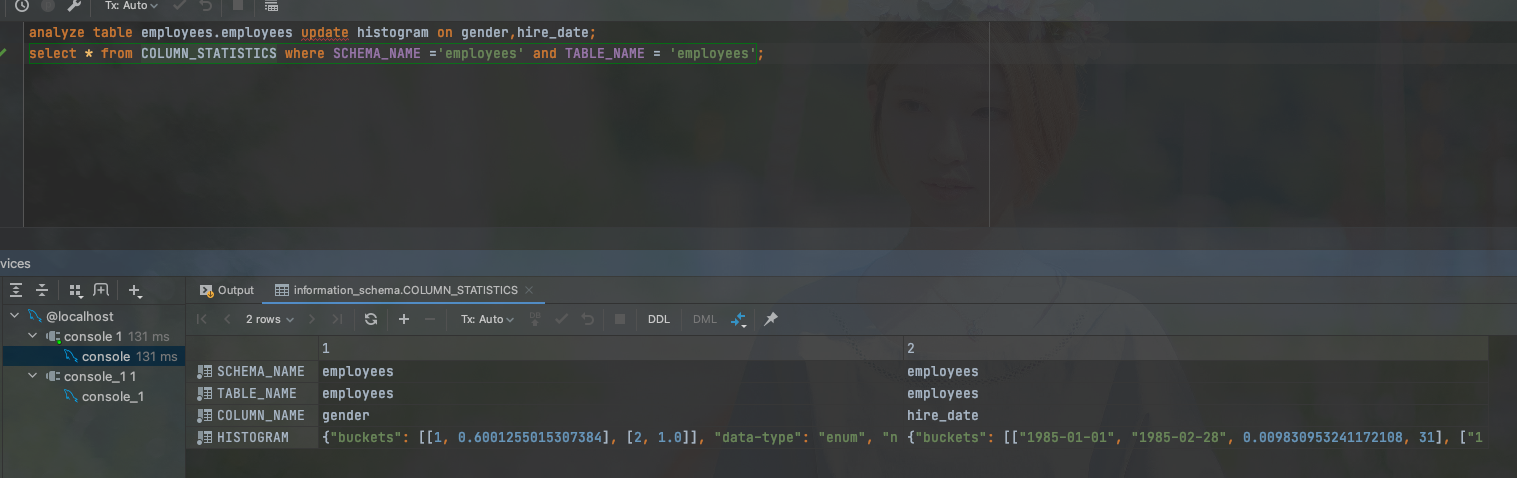 Tx: Auto
analyze table employees.employees update histogram on gender,hire_date;
select * from COLUMN_STATISTICS where SCHEMA_NAME ='employees' and TABLE_NAME = 'employees';
vices
Output information_schema.COLUMN_STATISTICS
@localhost
2 rows Tx: Auto DB DDL DML
console 1 131 ms
console 131 ms
console_1 1
console_1
1 2
SCHEMA_NAME employees employees
TABLE_NAME employees employees
COLUMN_NAME gender hire_date
HISTOGRAM {"buckets": [[1, 0.6001255015307384], [2, 1.0]], "data-type": "enum", "n {"buckets": [["1985-01-01", "1985-02-28", 0.009830953241172108, 31], ["1